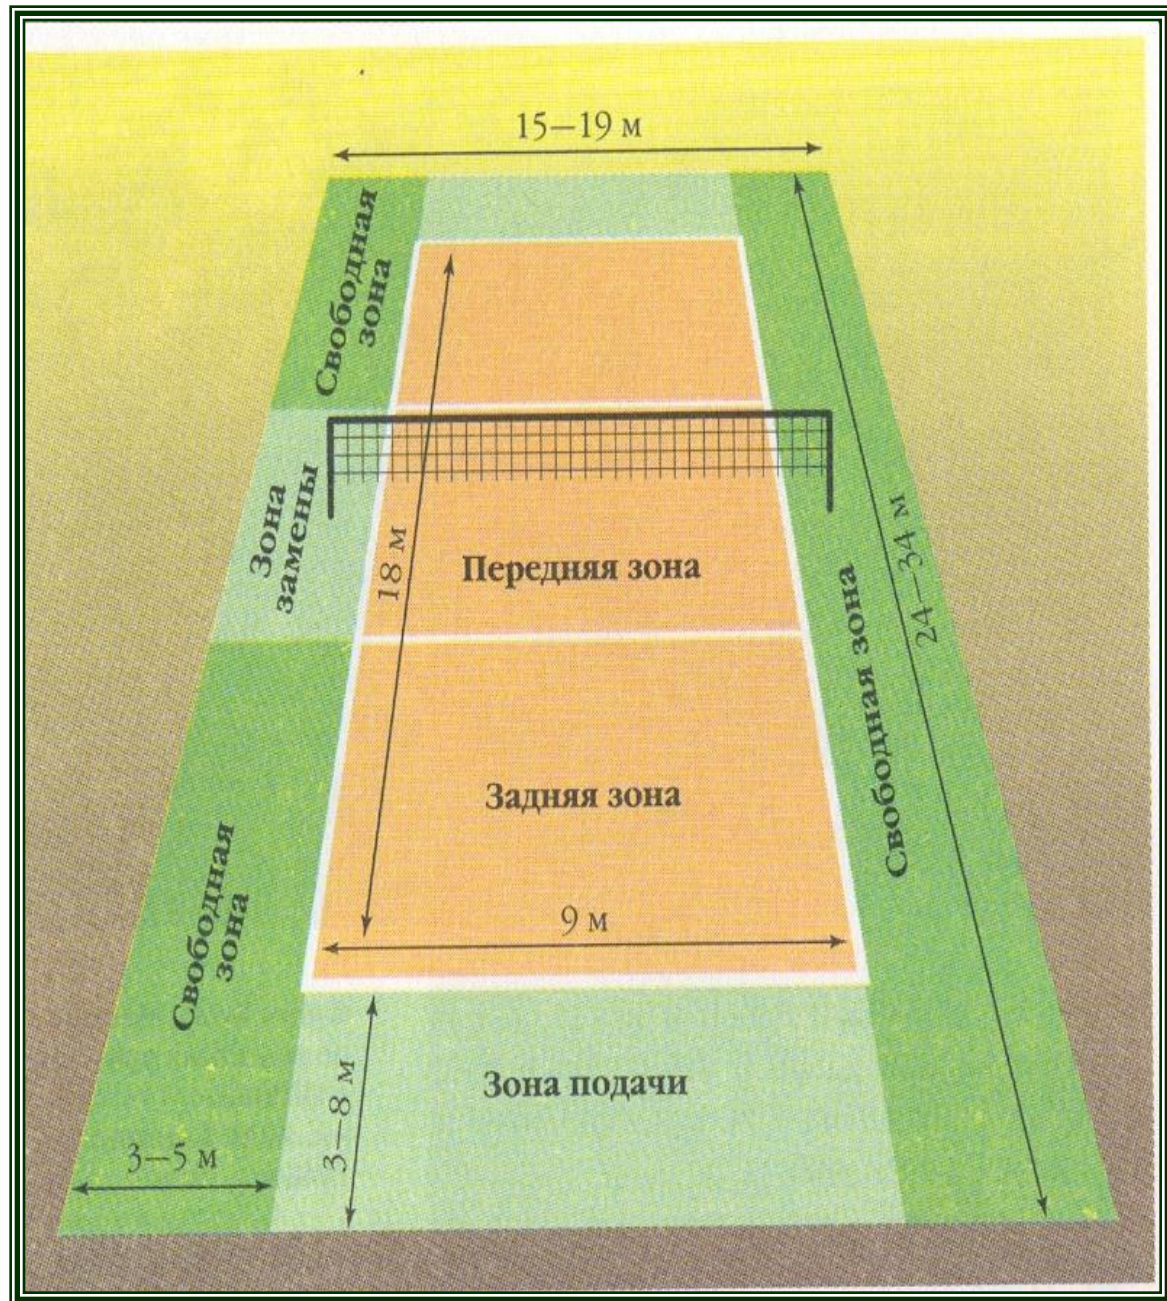 15—19 м
Свободная
зона
Зона
замены
18 м
Передняя зона
24—34 м
Свободная зона
Задняя зона
Свободная
зона
9 м
Зона подачи
3—8 м
3—5 м